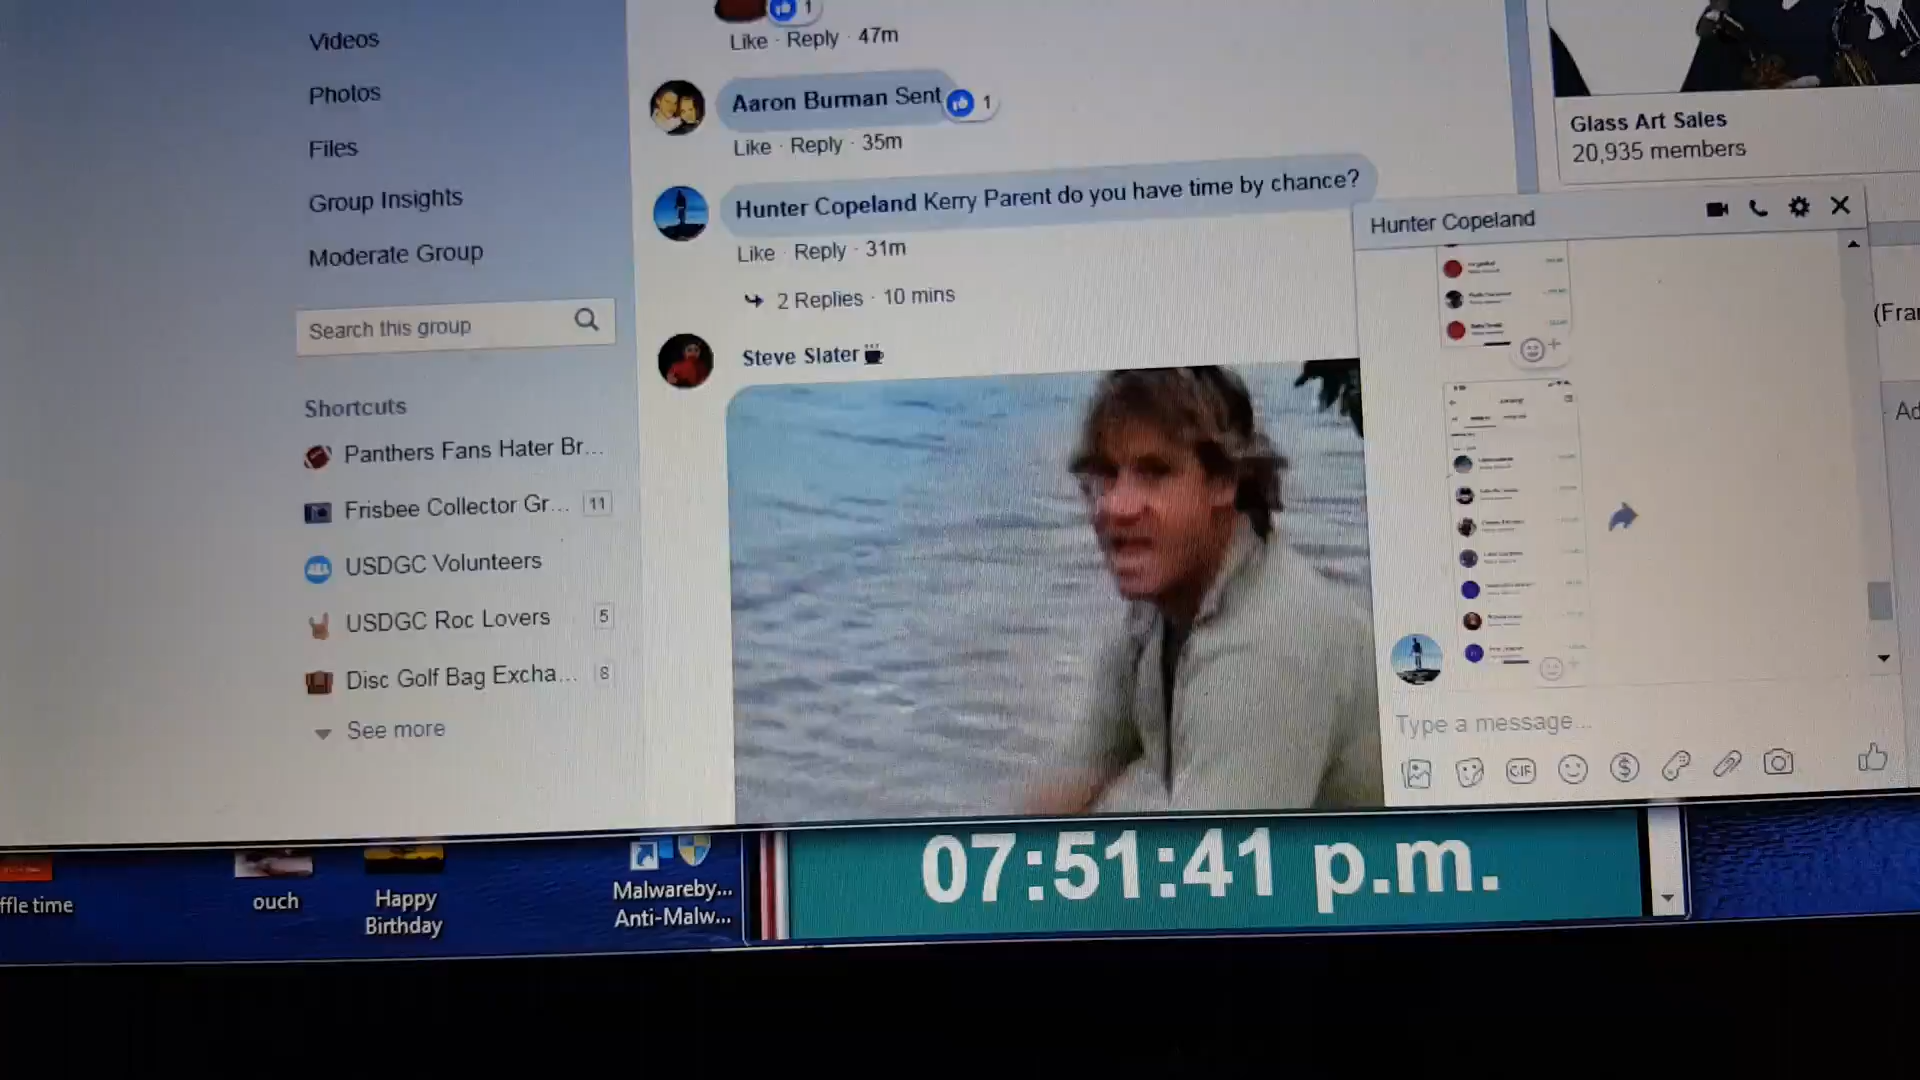 Videos
Photos
Files
Group Insights
Moderate Group
Search this group
Shortcuts
Panthers Fans Hater Br...
Frisbee Collector Gr... 11
USDGC Volunteers
USDGC Roc Lovers 5
Disc Golf Bag Excha... 8
See more
1
Like · Reply · 47m
Aaron Burman Sent 1
Like · Reply · 35m
Hunter Copeland Kerry Parent do you have time by chance?
Like · Reply · 31m
2 Replies · 10 mins
Steve Slater
Glass Art Sales
20,935 members
Hunter Copeland
Type a message...
GIF
(Fra
Ad
ffle time
ouch
Happy
Birthday
Malwareby...
Anti-Malw...
07:51:41 p.m.